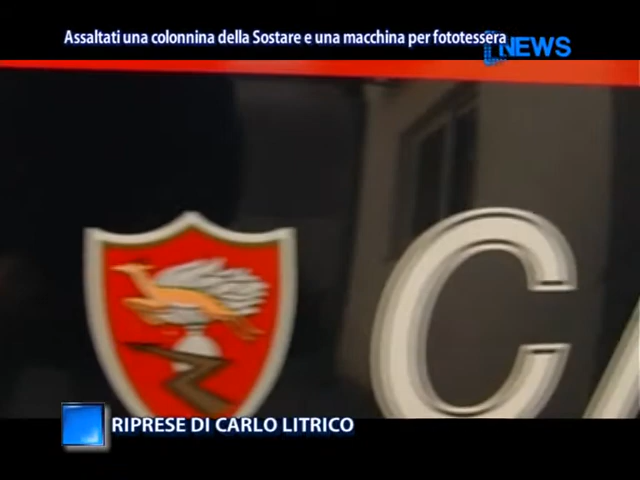 Assaltati una colonnina della Sostare e una macchina per fototessera
NEWS
CA
RIPRESE DI CARLO LITRICO